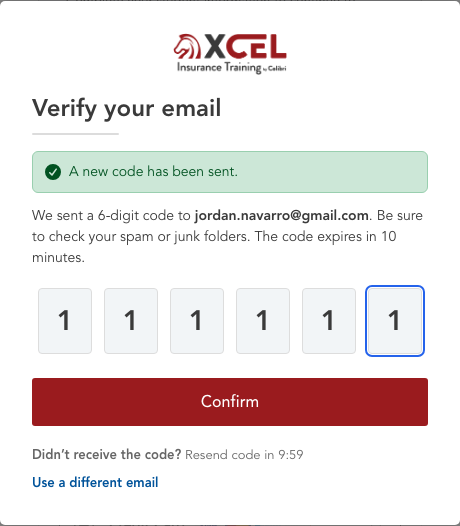 XCEL
Insurance Training by Colibri
Verify your email
A new code has been sent.
We sent a 6-digit code to jordan.navarro@gmail.com. Be sure
to check your spam or junk folders. The code expires in 10
minutes.
1 1 1 1 1 1
Confirm
Didn’t receive the code? Resend code in 9:59
Use a different email